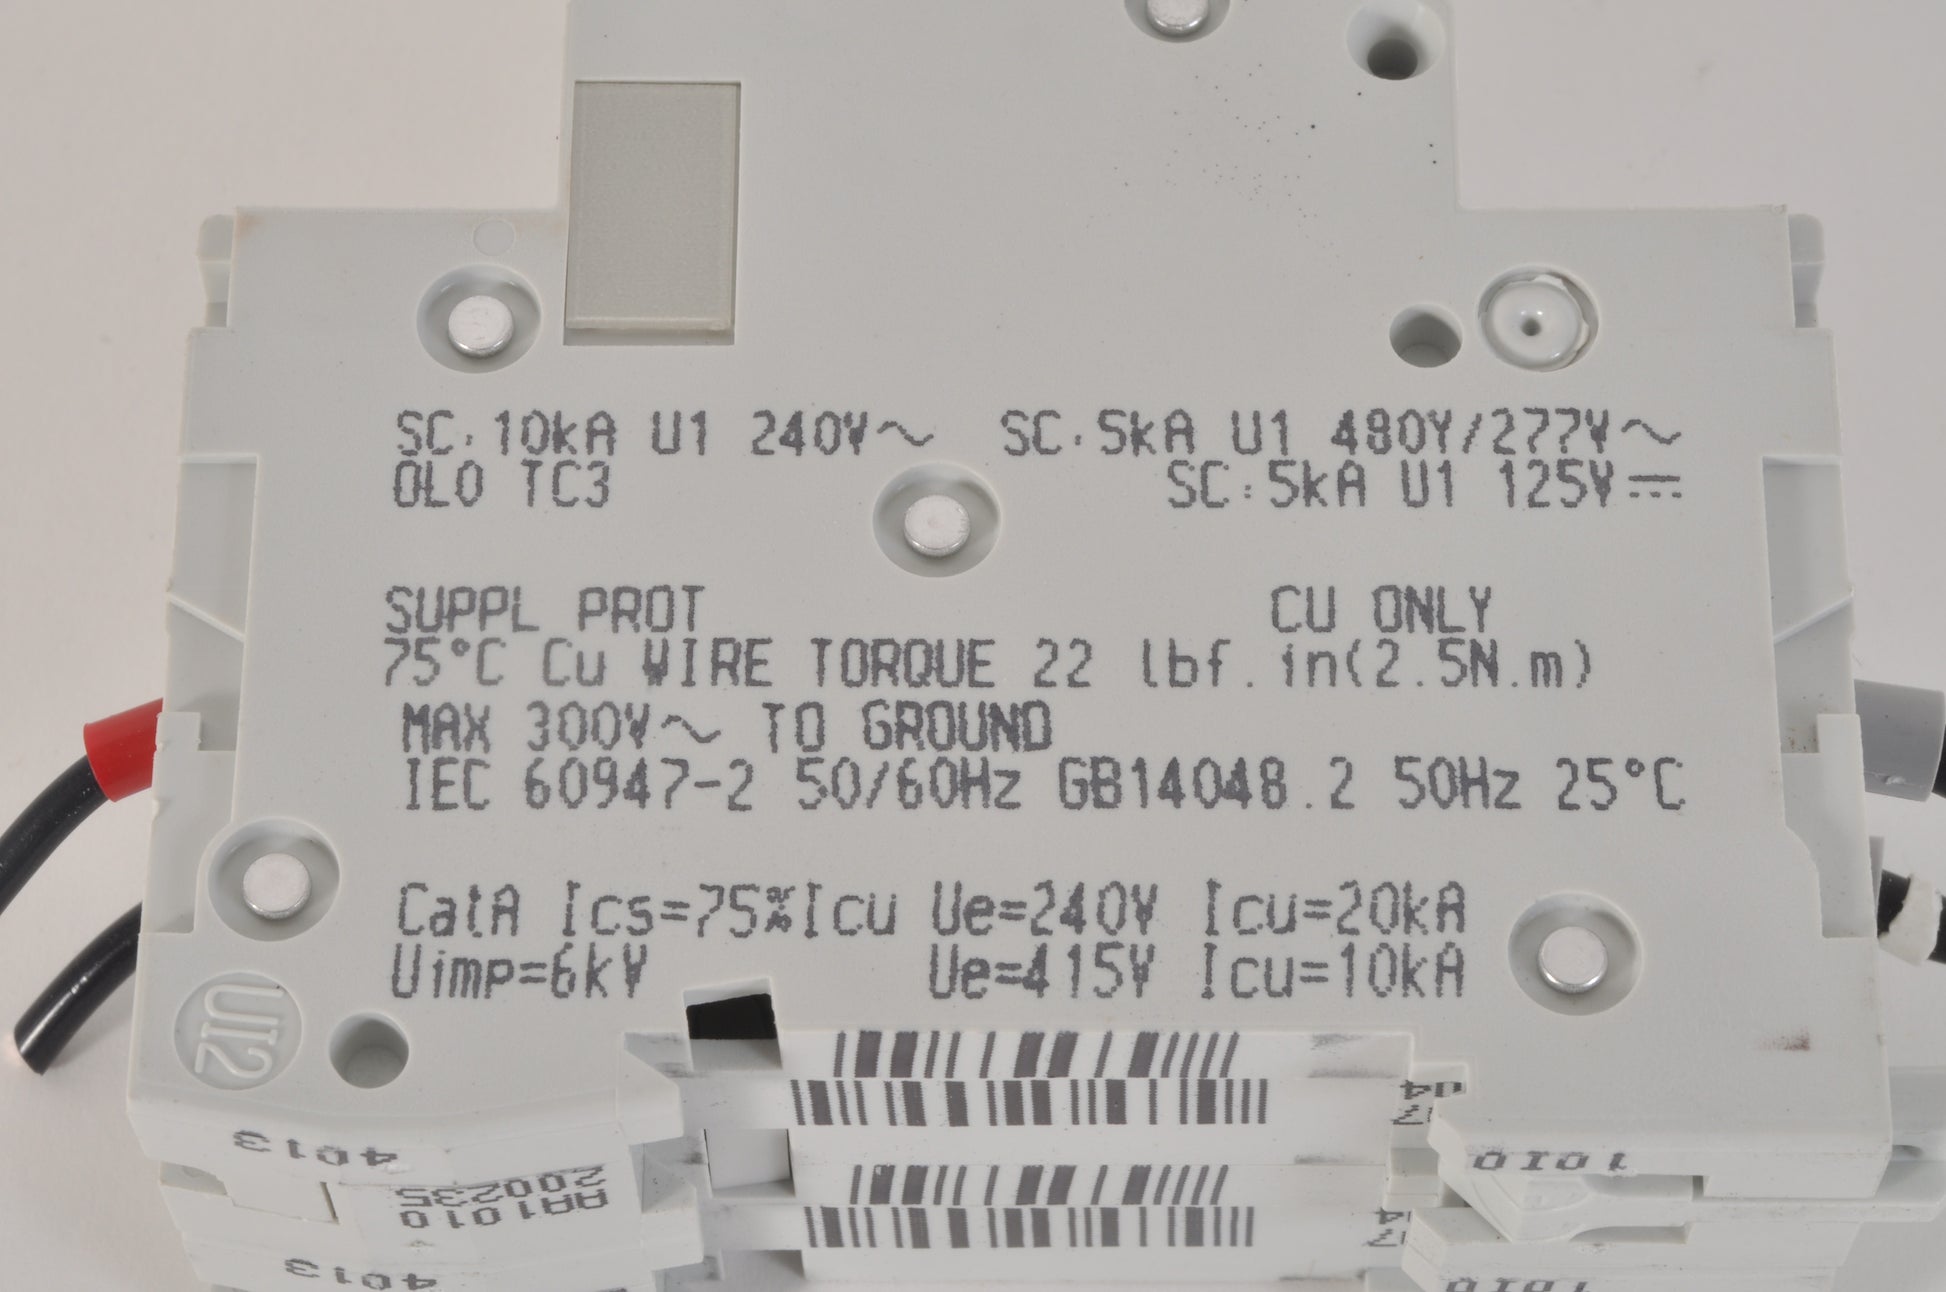 SC:10kA U1 240V~ SC:5kA U1 480Y/277V~
OL0 TC3 SC:5kA U1 125V⎓
SUPPL PROT CU ONLY
75°C Cu WIRE TORQUE 22 lbf.in(2.5N.m)
MAX 300V~ TO GROUND
IEC 60947-2 50/60Hz GB14048.2 50Hz 25°C
CatA Ics=75%Icu Ue=240V Icu=20kA
Uimp=6kV Ue=415V Icu=10kA
UI2
4013
200235
AA1010
4013